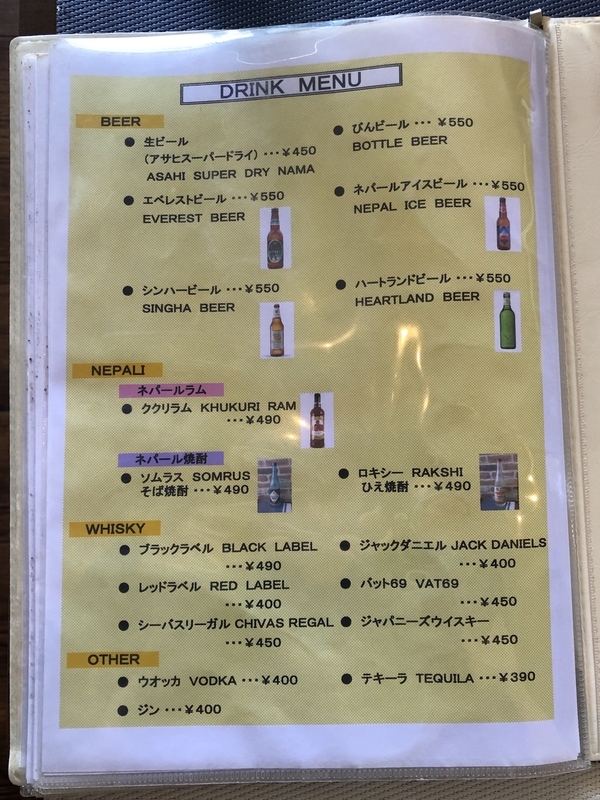 DRINK MENU
BEER
● 生ビール
(アサヒスーパードライ)・・・¥450
ASAHI SUPER DRY NAMA
● びんビール・・・¥550
BOTTLE BEER
● エベレストビール・・・¥550
EVEREST BEER
● ネパールアイスビール・・・¥550
NEPAL ICE BEER
● シンハービール・・・¥550
SINGHA BEER
● ハートランドビール・・・¥550
HEARTLAND BEER
NEPALI
ネパールラム
● ククリラム KHUKURI RAM
・・・¥490
ネパール焼酎
● ソムラス SOMRUS
そば焼酎・・・¥490
● ロキシー RAKSHI
ひえ焼酎・・・¥490
WHISKY
● ブラックラベル BLACK LABEL
・・・¥490
● ジャックダニエル JACK DANIELS
・・・¥400
● レッドラベル RED LABEL
・・・¥400
● バット69 VAT69
・・・¥450
● シーバスリーガル CHIVAS REGAL
・・・¥450
● ジャパニーズウイスキー
・・・¥450
OTHER
● ウオッカ VODKA・・・¥400
● テキーラ TEQUILA・・・¥390
● ジン・・・¥400